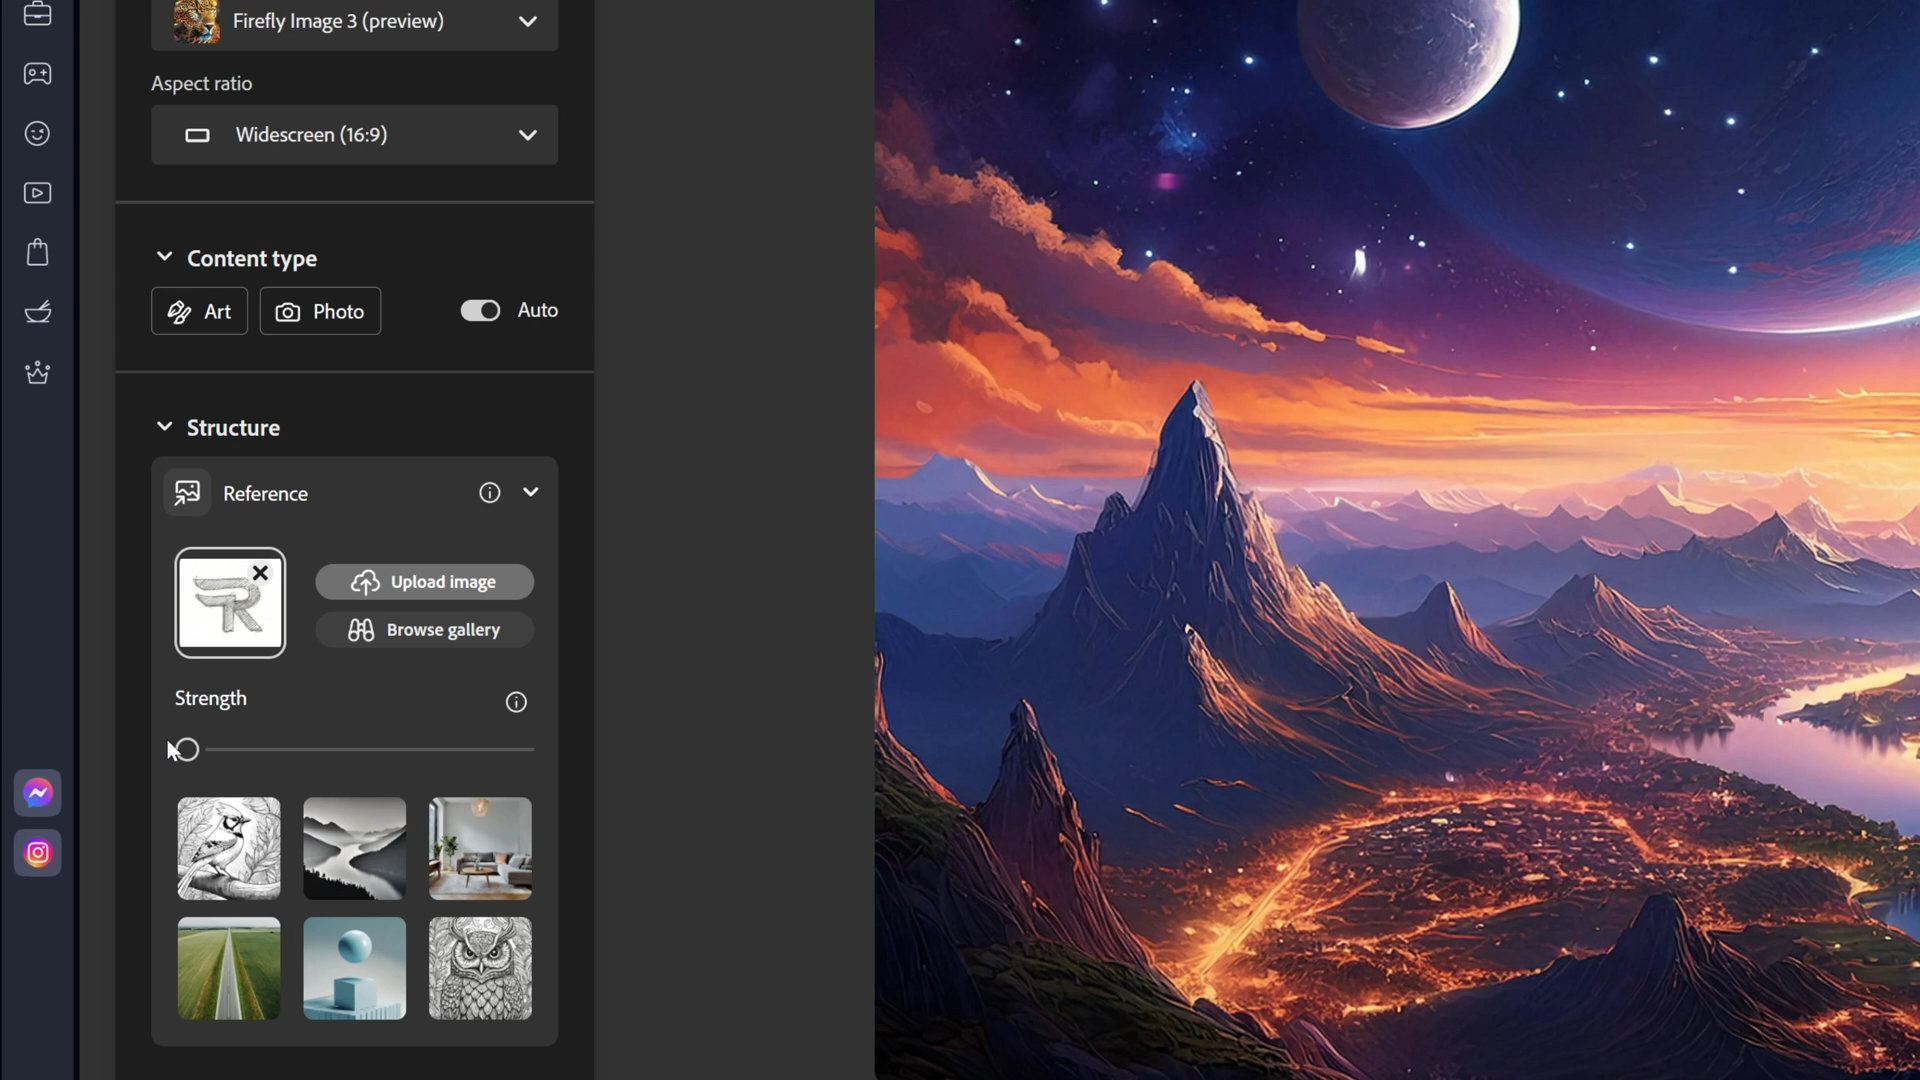 Firefly Image 3 (preview)
Aspect ratio
Widescreen (16:9)
Content type
Art
Photo
Auto
Structure
Reference
R
Upload image
Browse gallery
Strength